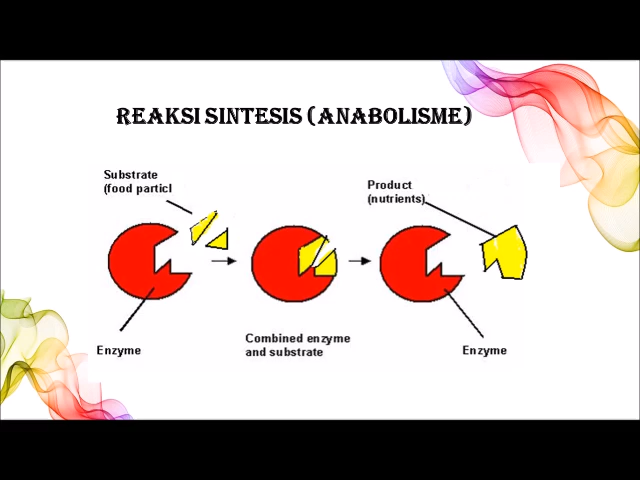 REAKSI SINTESIS (ANABOLISME)
Substrate
(food particl
Product
(nutrients)
Combined enzyme
and substrate
Enzyme
Enzyme